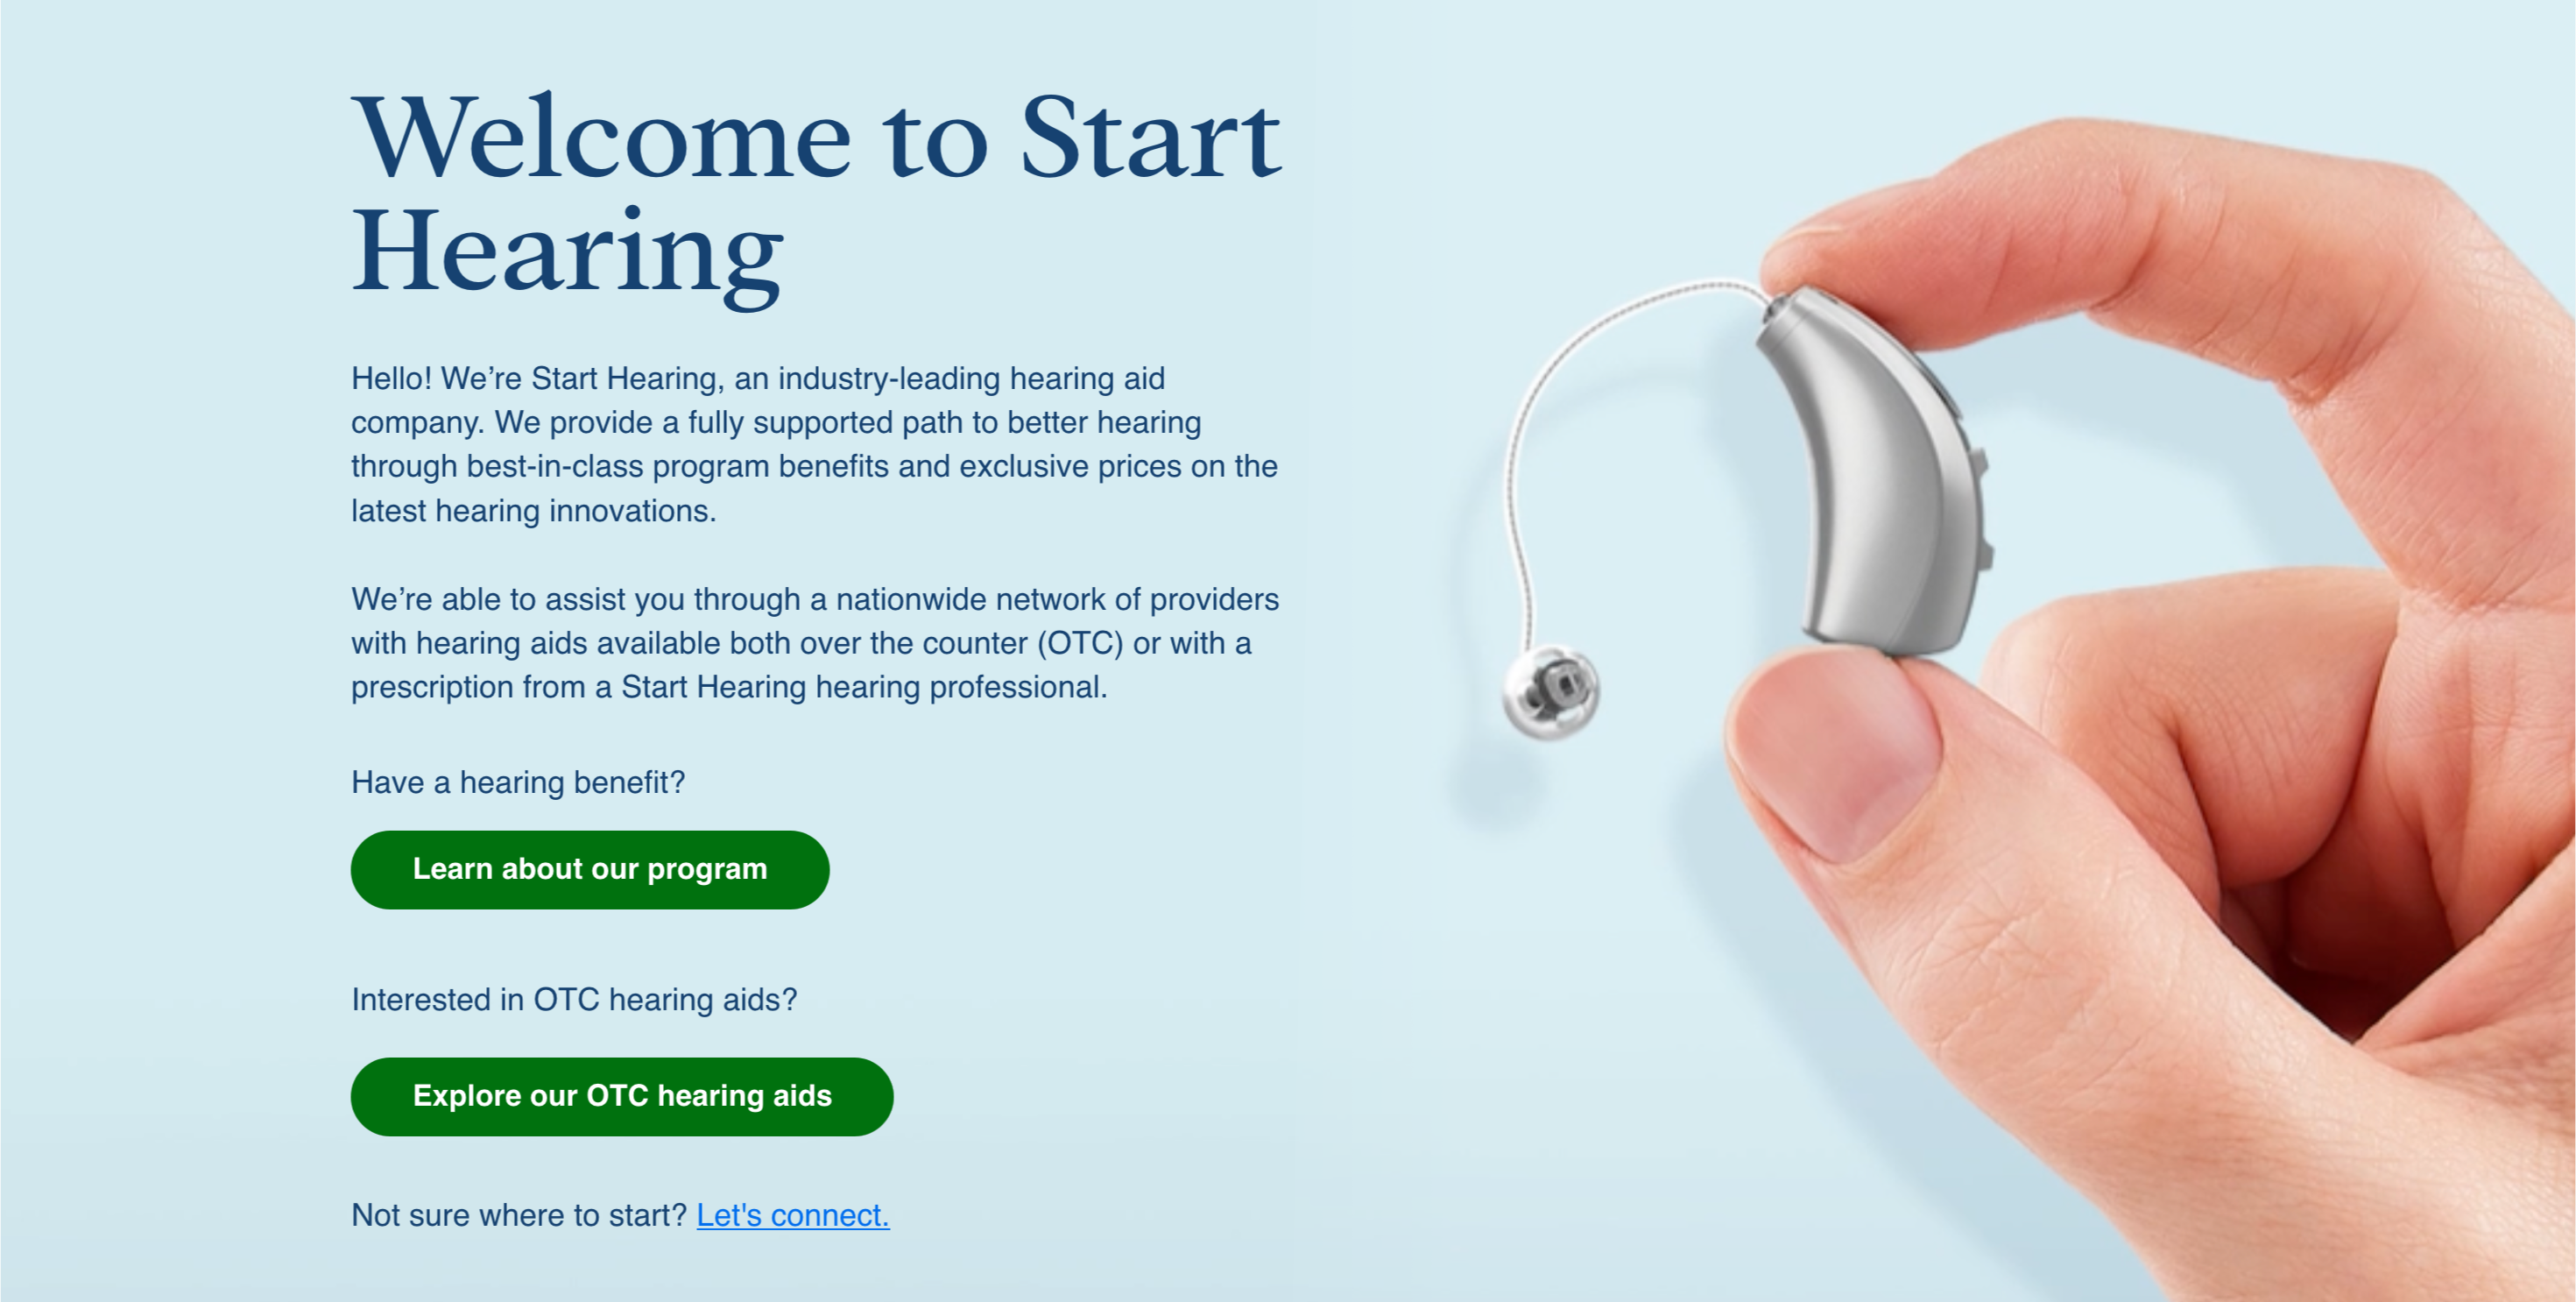 Welcome to Start
Hearing
Hello! We’re Start Hearing, an industry-leading hearing aid
company. We provide a fully supported path to better hearing
through best-in-class program benefits and exclusive prices on the
latest hearing innovations.
We’re able to assist you through a nationwide network of providers
with hearing aids available both over the counter (OTC) or with a
prescription from a Start Hearing hearing professional.
Have a hearing benefit?
Learn about our program
Interested in OTC hearing aids?
Explore our OTC hearing aids
Not sure where to start? Let's connect.